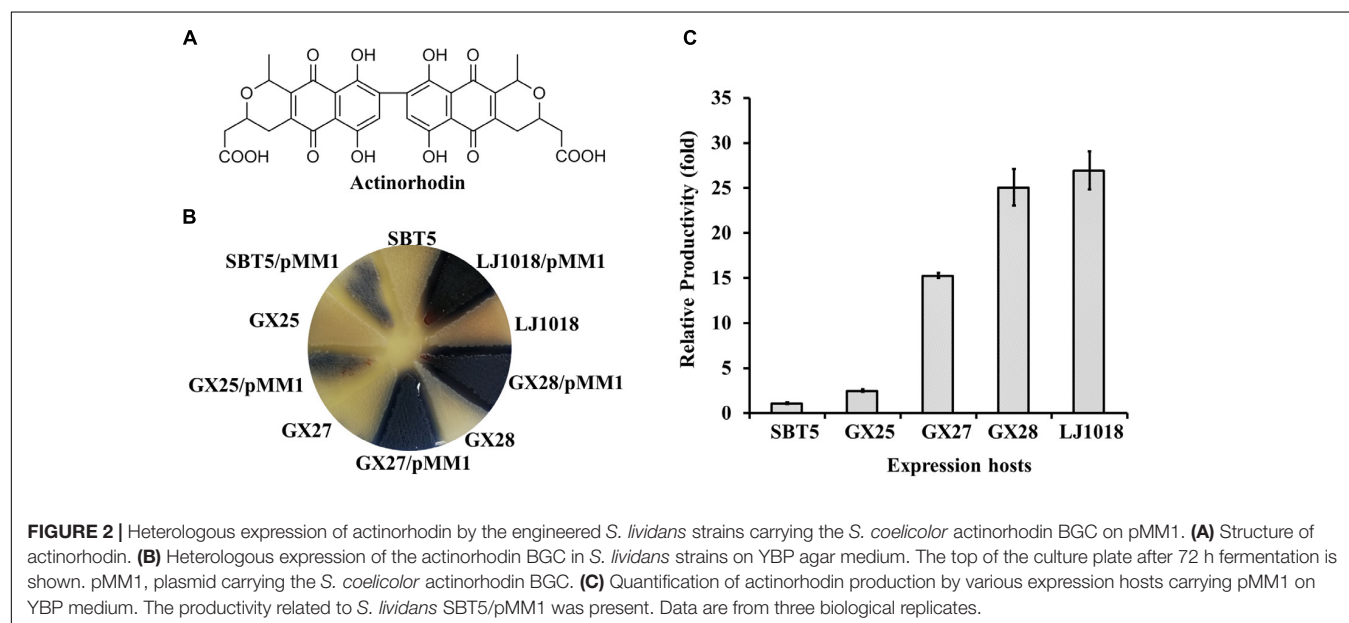 A
O
OH
OH
O
O
O
COOH
O
OH
OH
O
COOH
Actinorhodin
B
SBT5
SBT5/pMM1
LJ1018/pMM1
GX25
LJ1018
GX25/pMM1
GX28/pMM1
GX27
GX28
GX27/pMM1
C
Relative Productivity (fold)
35
30
25
20
15
10
5
0
SBT5 GX25 GX27 GX28 LJ1018
Expression hosts
FIGURE 2 | Heterologous expression of actinorhodin by the engineered S. lividans strains carrying the S. coelicolor actinorhodin BGC on pMM1. (A) Structure of
actinorhodin. (B) Heterologous expression of the actinorhodin BGC in S. lividans strains on YBP agar medium. The top of the culture plate after 72 h fermentation is
shown. pMM1, plasmid carrying the S. coelicolor actinorhodin BGC. (C) Quantification of actinorhodin production by various expression hosts carrying pMM1 on
YBP medium. The productivity related to S. lividans SBT5/pMM1 was present. Data are from three biological replicates.